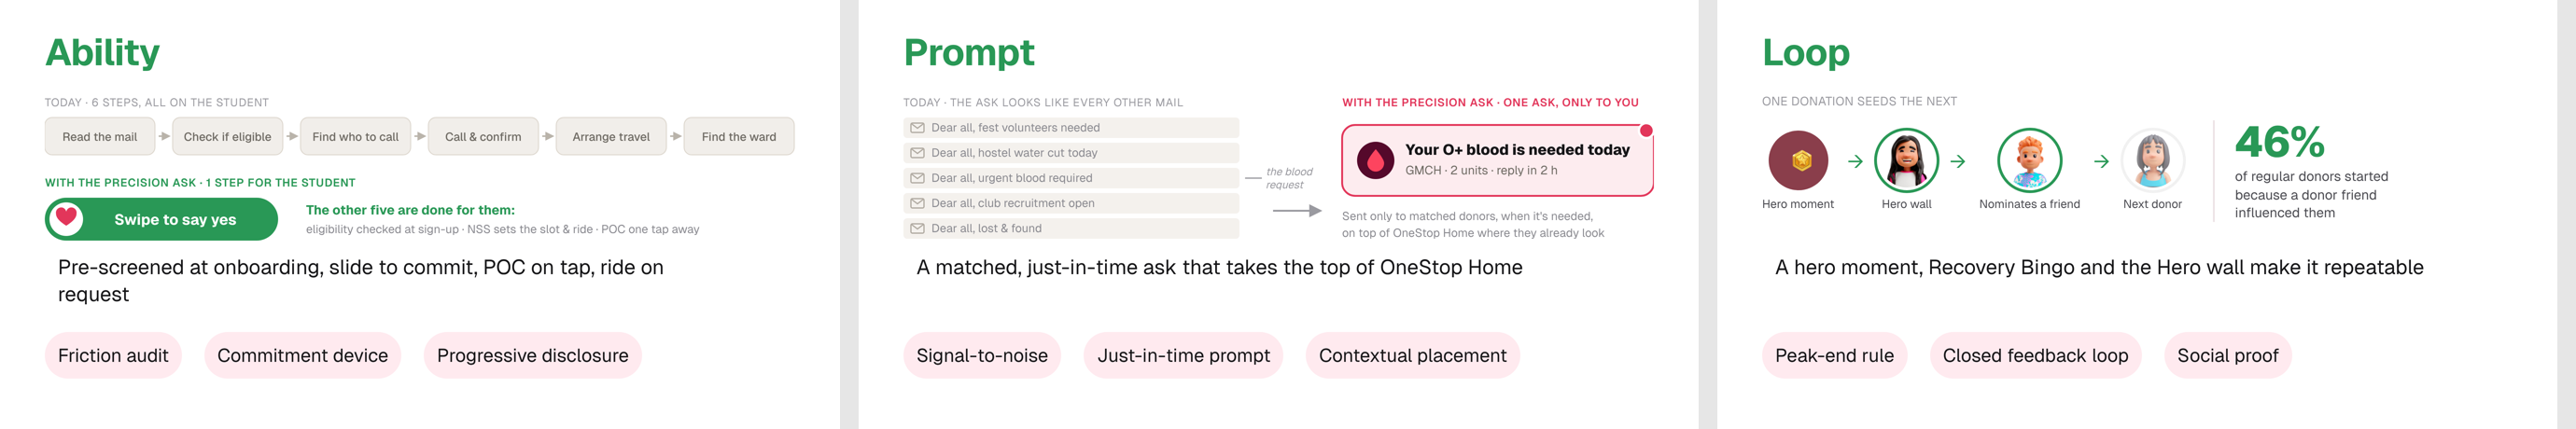 Ability
TODAY · 6 STEPS, ALL ON THE STUDENT
Read the mail
Check if eligible
Find who to call
Call & confirm
Arrange travel
Find the ward
WITH THE PRECISION ASK · 1 STEP FOR THE STUDENT
Swipe to say yes
The other five are done for them:
eligibility checked at sign-up · NSS sets the slot & ride · POC one tap away
Pre-screened at onboarding, slide to commit, POC on tap, ride on
request
Friction audit
Commitment device
Progressive disclosure
Prompt
TODAY · THE ASK LOOKS LIKE EVERY OTHER MAIL
Dear all, fest volunteers needed
Dear all, hostel water cut today
Dear all, urgent blood required
Dear all, club recruitment open
Dear all, lost & found
the blood
request
WITH THE PRECISION ASK · ONE ASK, ONLY TO YOU
Your O+ blood is needed today
GMCH · 2 units · reply in 2 h
Sent only to matched donors, when it's needed,
on top of OneStop Home where they already look
A matched, just-in-time ask that takes the top of OneStop Home
Signal-to-noise
Just-in-time prompt
Contextual placement
Loop
ONE DONATION SEEDS THE NEXT
Hero moment
Hero wall
Nominates a friend
Next donor
46%
of regular donors started
because a donor friend
influenced them
A hero moment, Recovery Bingo and the Hero wall make it repeatable
Peak-end rule
Closed feedback loop
Social proof